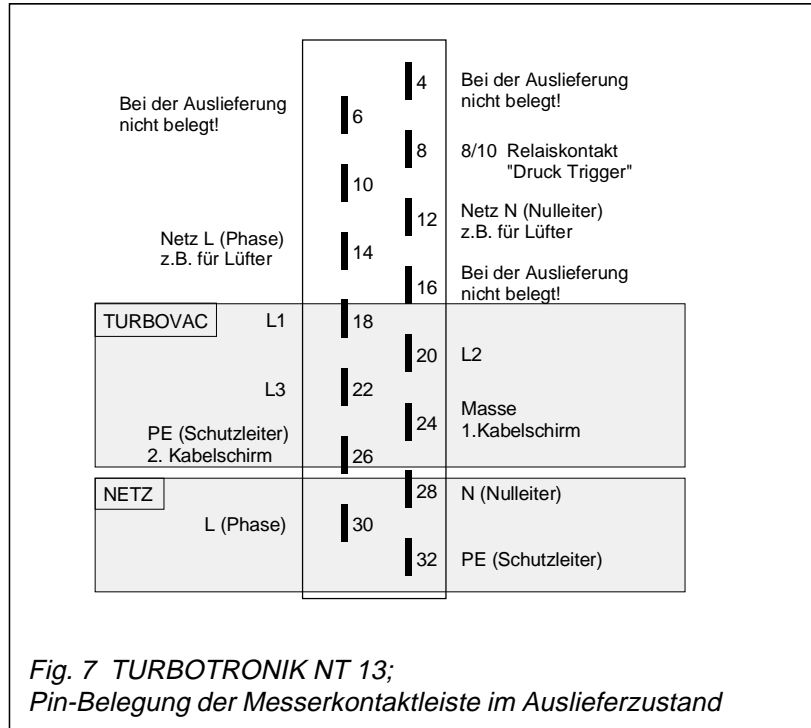 4
Bei der Auslieferung
nicht belegt!
Bei der Auslieferung
nicht belegt!
6
8
8/10 Relaiskontakt
"Druck Trigger"
10
12
Netz N (Nulleiter)
z.B. für Lüfter
Netz L (Phase)
z.B. für Lüfter
14
16
Bei der Auslieferung
nicht belegt!
TURBOVAC
L1
18
20
L2
L3
22
24
Masse
1.Kabelschirm
PE (Schutzleiter)
2. Kabelschirm
26
NETZ
28
N (Nulleiter)
L (Phase)
30
32
PE (Schutzleiter)
Fig. 7 TURBOTRONIK NT 13;
Pin-Belegung der Messerkontaktleiste im Auslieferzustand